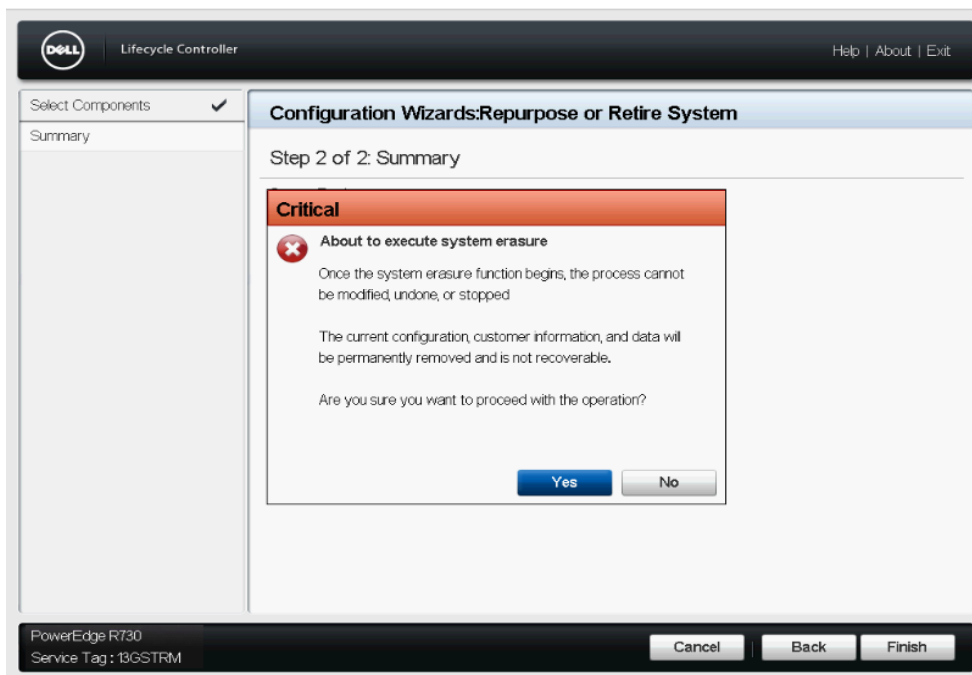 DELL
Lifecycle Controller
Help | About | Exit
Select Components
Summary
Configuration Wizards:Repurpose or Retire System
Step 2 of 2: Summary
Critical
About to execute system erasure
Once the system erasure function begins, the process cannot
be modified, undone, or stopped
The current configuration, customer information, and data will
be permanently removed and is not recoverable.
Are you sure you want to proceed with the operation?
Yes
No
PowerEdge R730
Service Tag : 13GSTRM
Cancel
Back
Finish